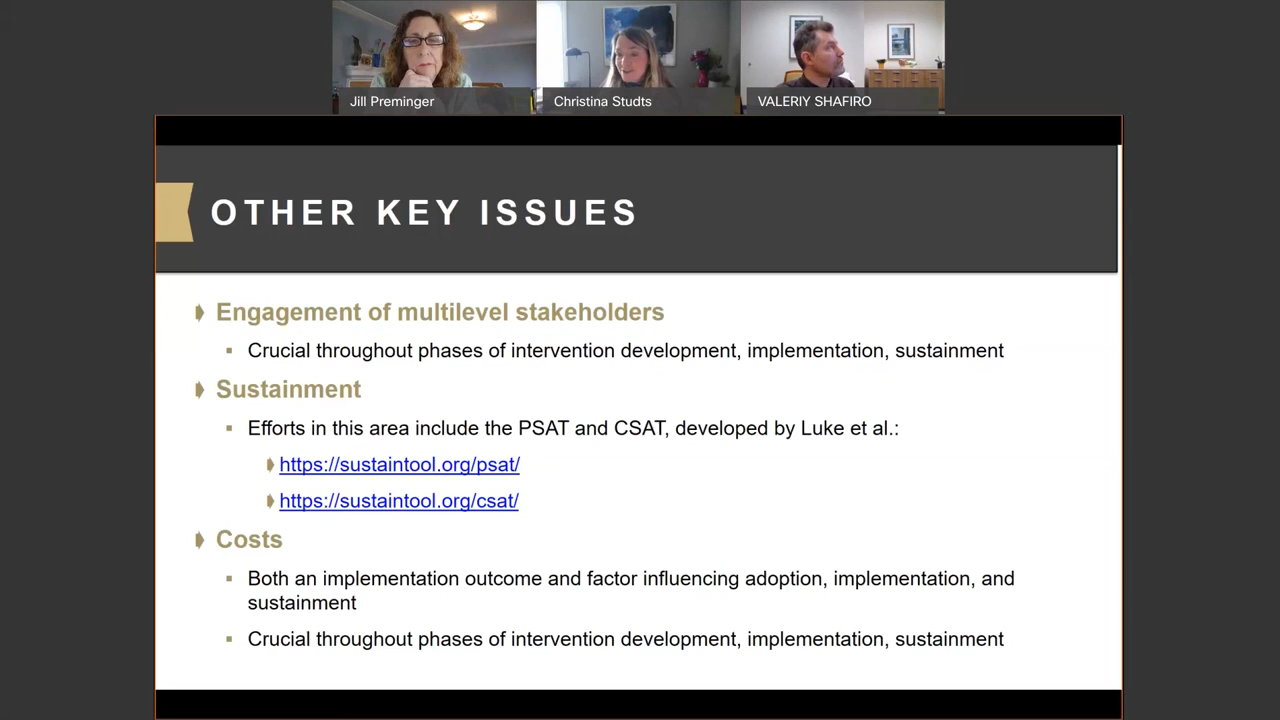 Jill Preminger
Christina Studts
VALERIY SHAFIRO
OTHER KEY ISSUES
Engagement of multilevel stakeholders
Crucial throughout phases of intervention development, implementation, sustainment
Sustainment
Efforts in this area include the PSAT and CSAT, developed by Luke et al.:
https://sustaintool.org/psat/
https://sustaintool.org/csat/
Costs
Both an implementation outcome and factor influencing adoption, implementation, and
sustainment
Crucial throughout phases of intervention development, implementation, sustainment